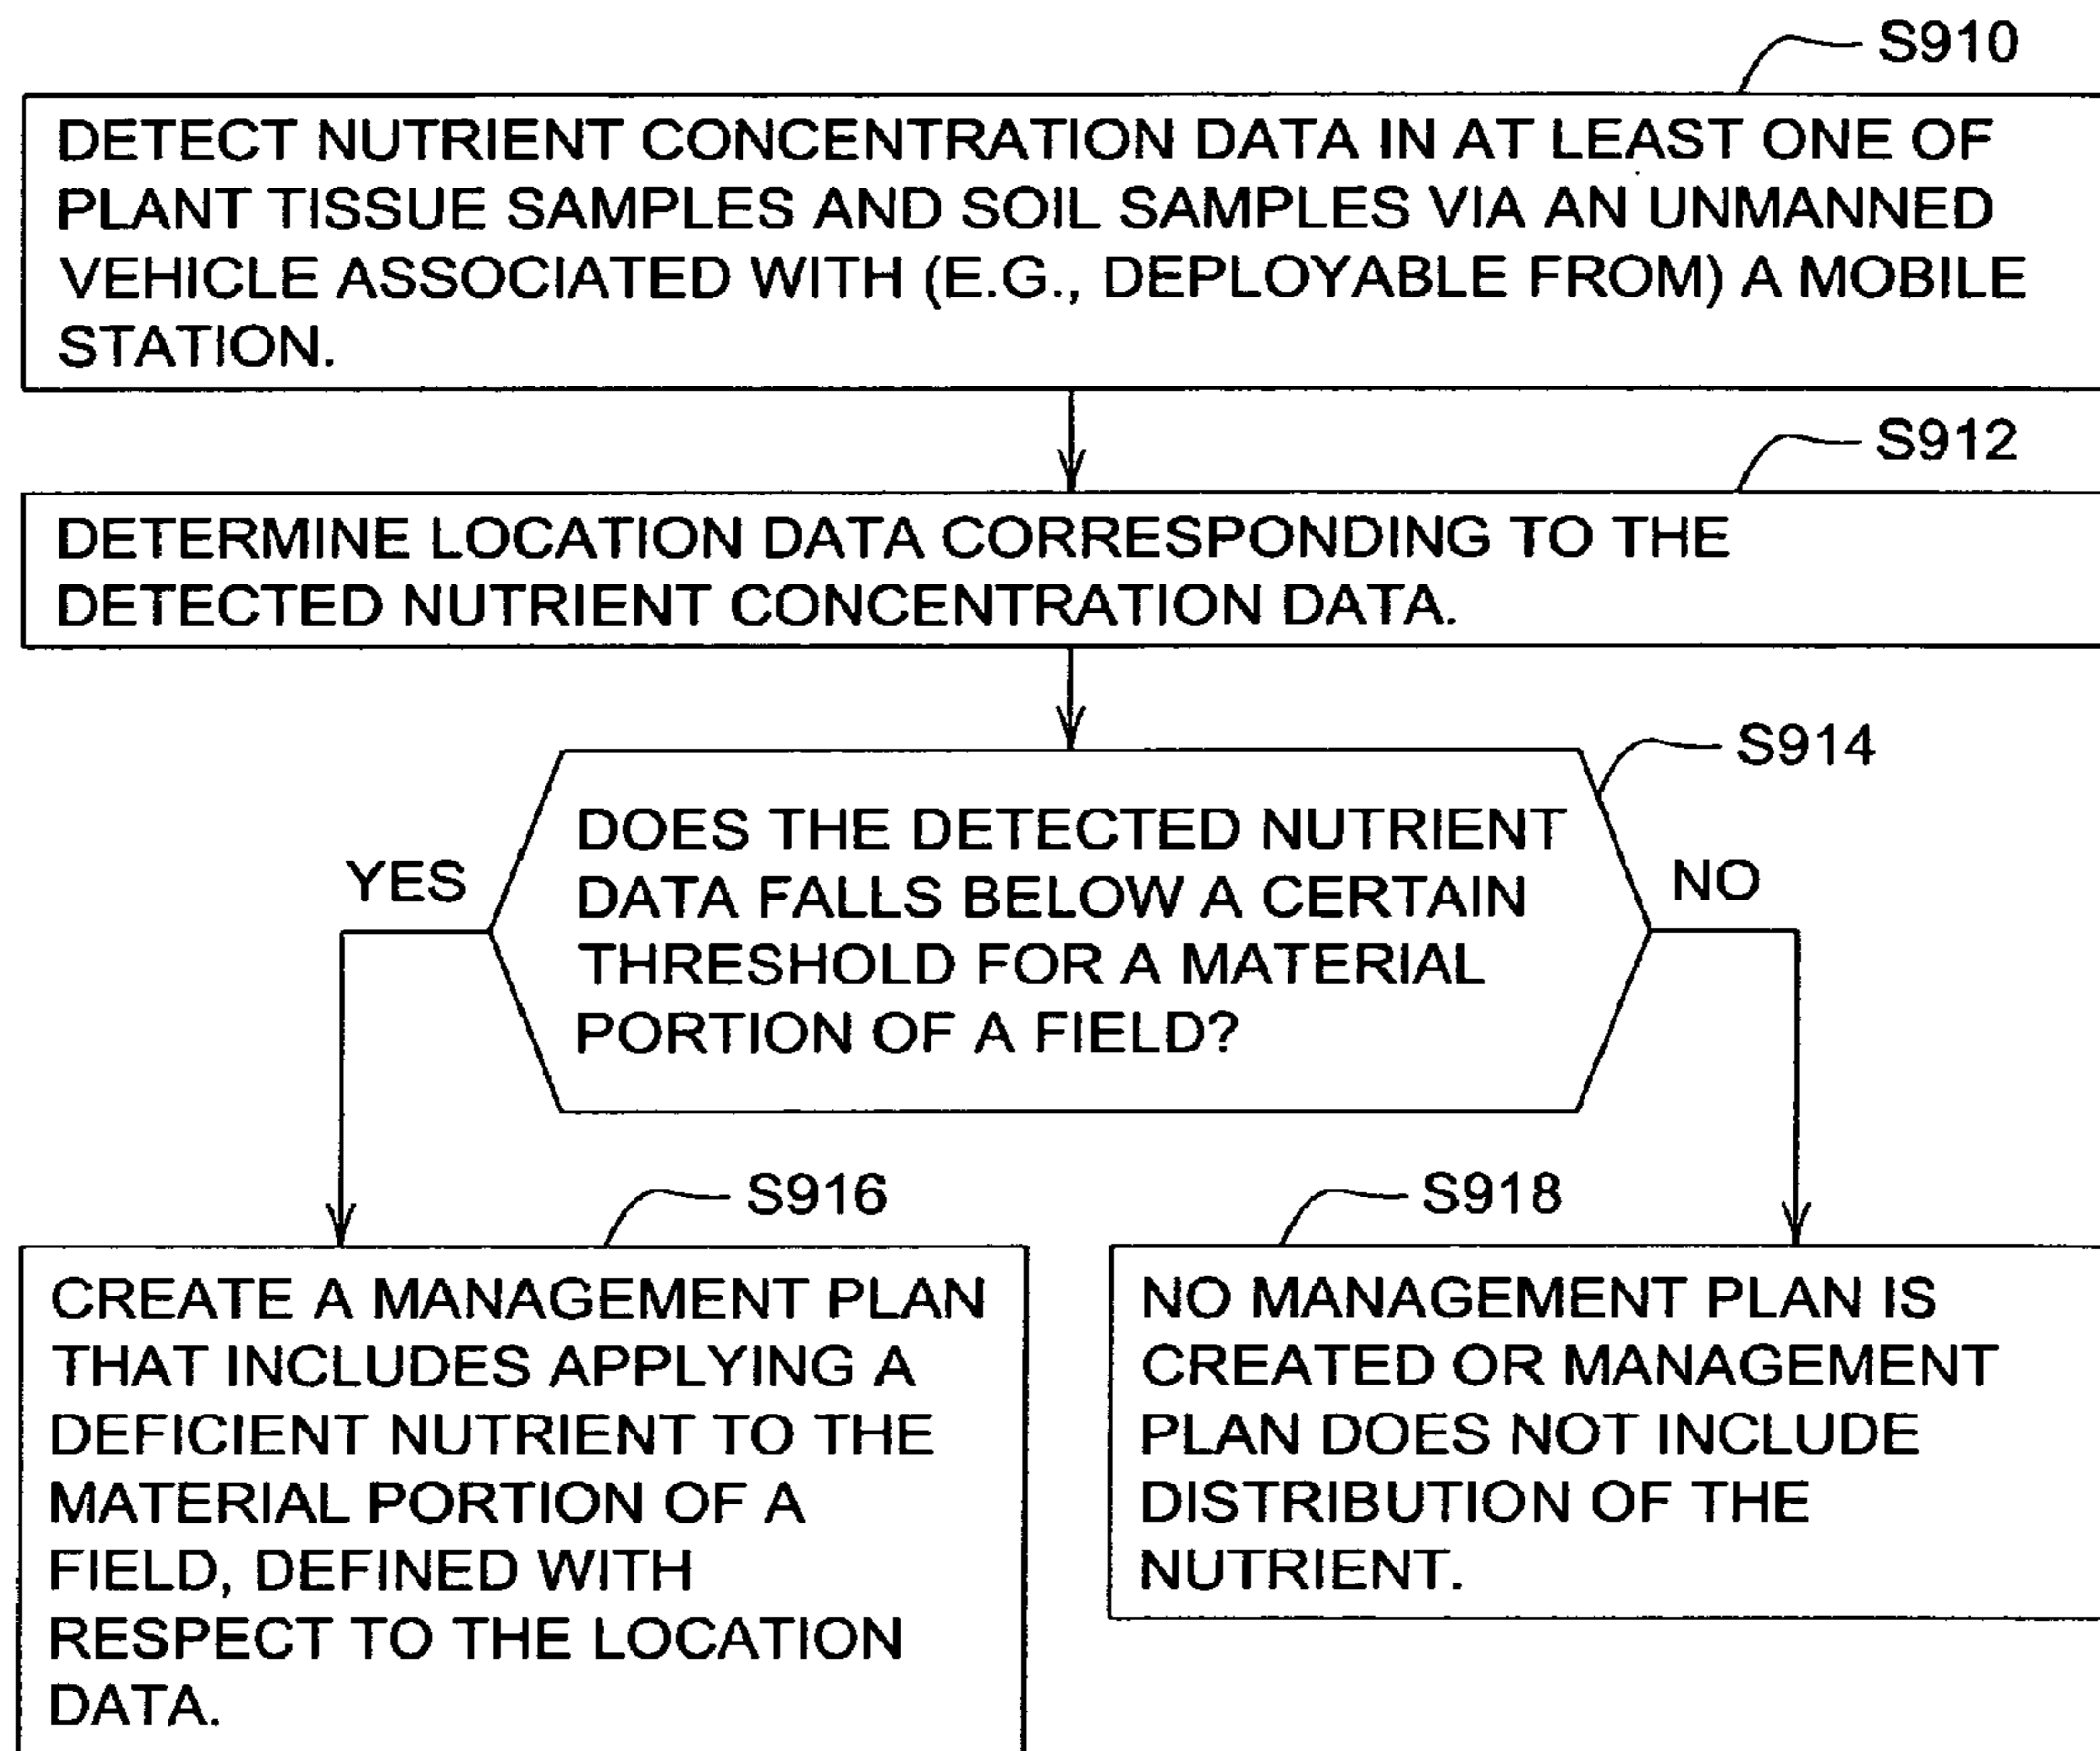 S910
DETECT NUTRIENT CONCENTRATION DATA IN AT LEAST ONE OF
PLANT TISSUE SAMPLES AND SOIL SAMPLES VIA AN UNMANNED
VEHICLE ASSOCIATED WITH (E.G., DEPLOYABLE FROM) A MOBILE
STATION.
S912
DETERMINE LOCATION DATA CORRESPONDING TO THE
DETECTED NUTRIENT CONCENTRATION DATA.
S914
DOES THE DETECTED NUTRIENT
DATA FALLS BELOW A CERTAIN
THRESHOLD FOR A MATERIAL
PORTION OF A FIELD?
YES
NO
S916
CREATE A MANAGEMENT PLAN
THAT INCLUDES APPLYING A
DEFICIENT NUTRIENT TO THE
MATERIAL PORTION OF A
FIELD, DEFINED WITH
RESPECT TO THE LOCATION
DATA.
S918
NO MANAGEMENT PLAN IS
CREATED OR MANAGEMENT
PLAN DOES NOT INCLUDE
DISTRIBUTION OF THE
NUTRIENT.